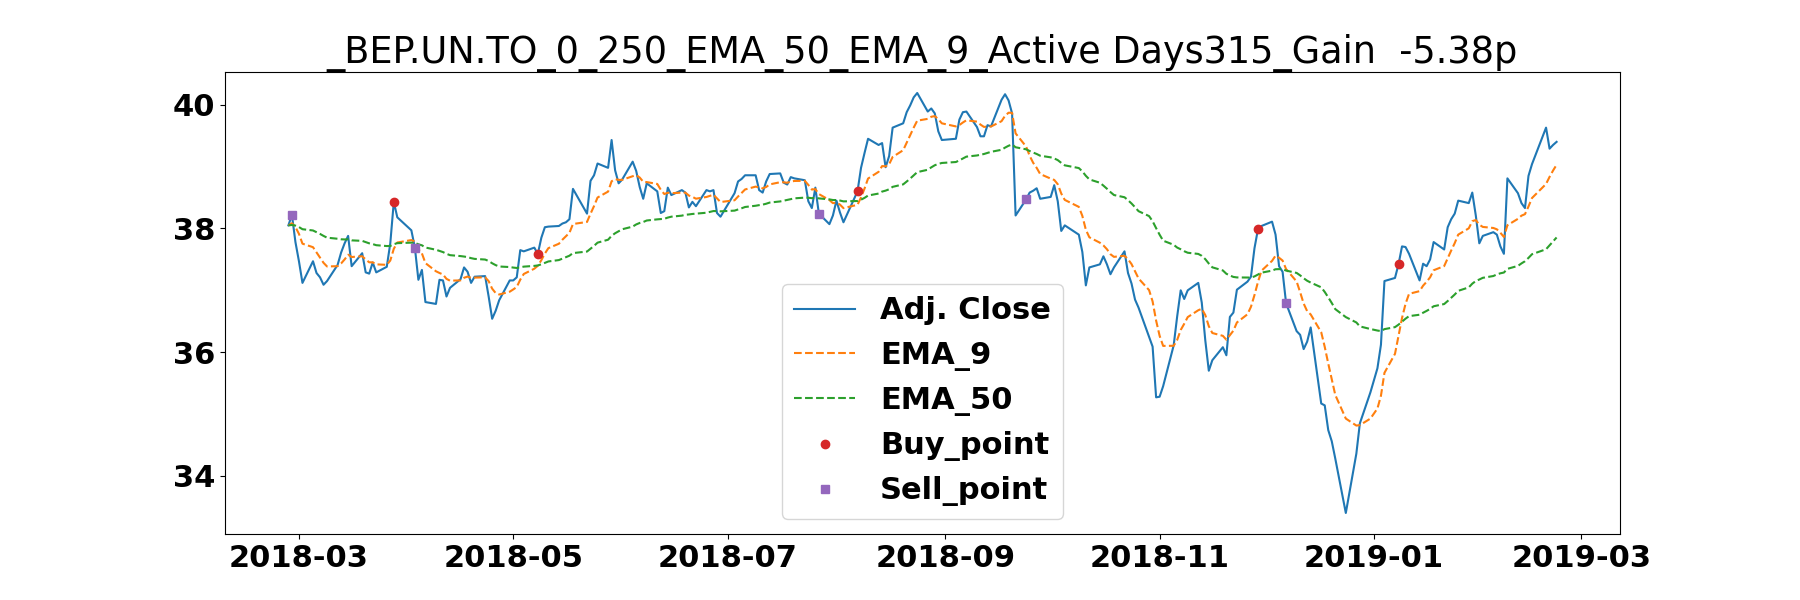 _BEP.UN.TO_0_250_EMA_50_EMA_9_Active Days315_Gain  -5.38p
40
38
36
34
Adj. Close
EMA_9
EMA_50
Buy_point
Sell_point
2018-03 2018-05 2018-07 2018-09 2018-11 2019-01 2019-03